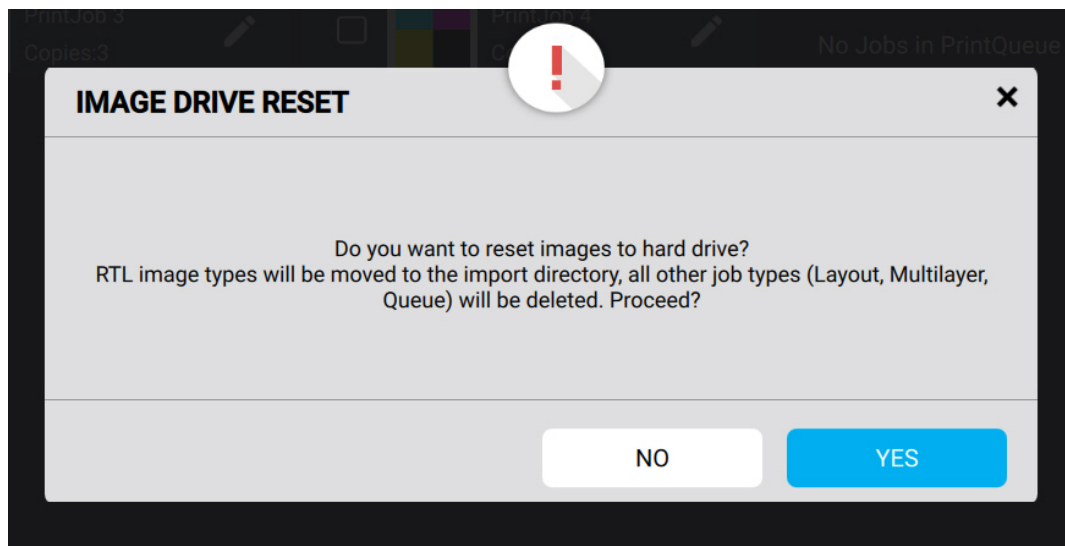 PrintJob 3
PrintJob 4
Copies:3
No Jobs in PrintQueue
IMAGE DRIVE RESET
Do you want to reset images to hard drive?
RTL image types will be moved to the import directory, all other job types (Layout, Multilayer,
Queue) will be deleted. Proceed?
NO
YES